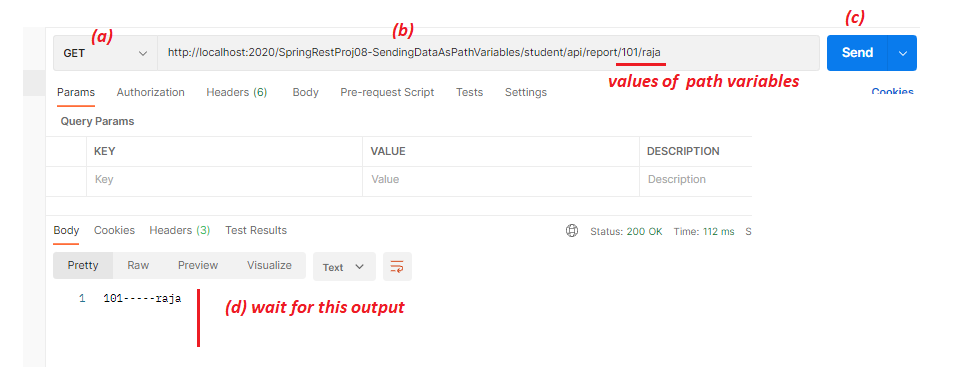 (a)
(b)
(c)
GET
http://localhost:2020/SpringRestProj08-SendingDataAsPathVariables/student/api/report/101/raja
Send
values of path variables
Params Authorization Headers (6) Body Pre-request Script Tests Settings Cookies
Query Params
KEY VALUE DESCRIPTION
Key Value Description
Body Cookies Headers (3) Test Results Status: 200 OK Time: 112 ms S
Pretty Raw Preview Visualize Text
1 101-----raja
(d) wait for this output